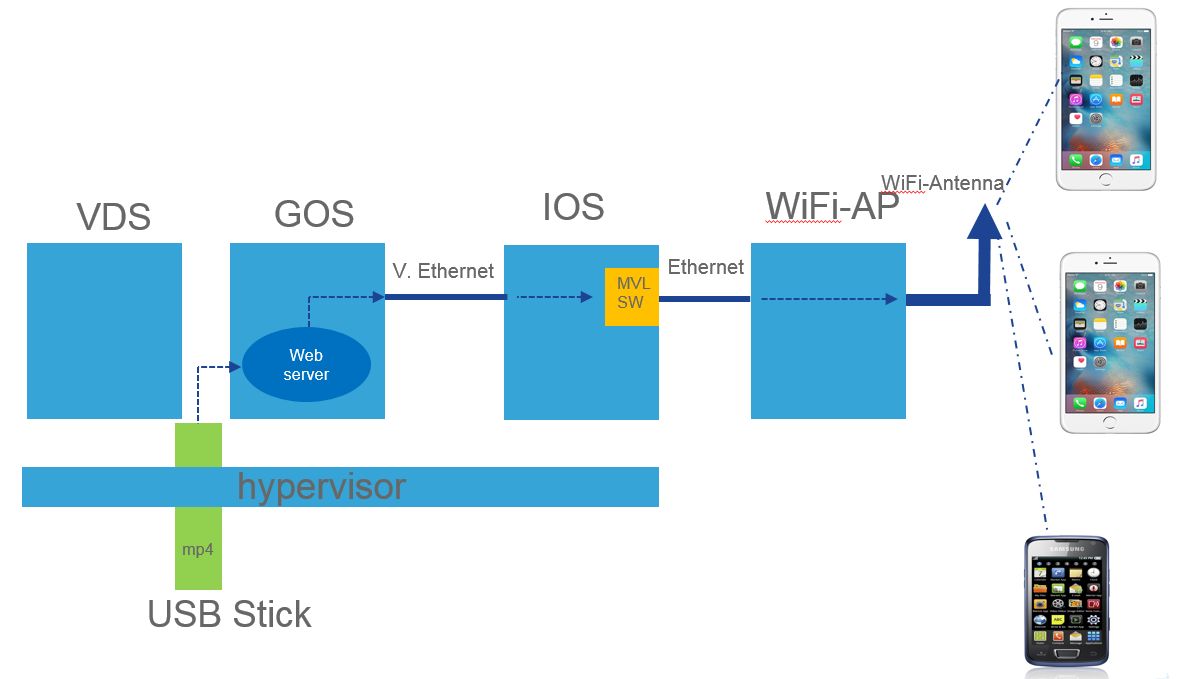 VDS
GOS
IOS
WiFi-AP
WiFi-Antenna
V. Ethernet
Ethernet
MVL
SW
Web
server
hypervisor
mp4
USB Stick
SAMSUNG